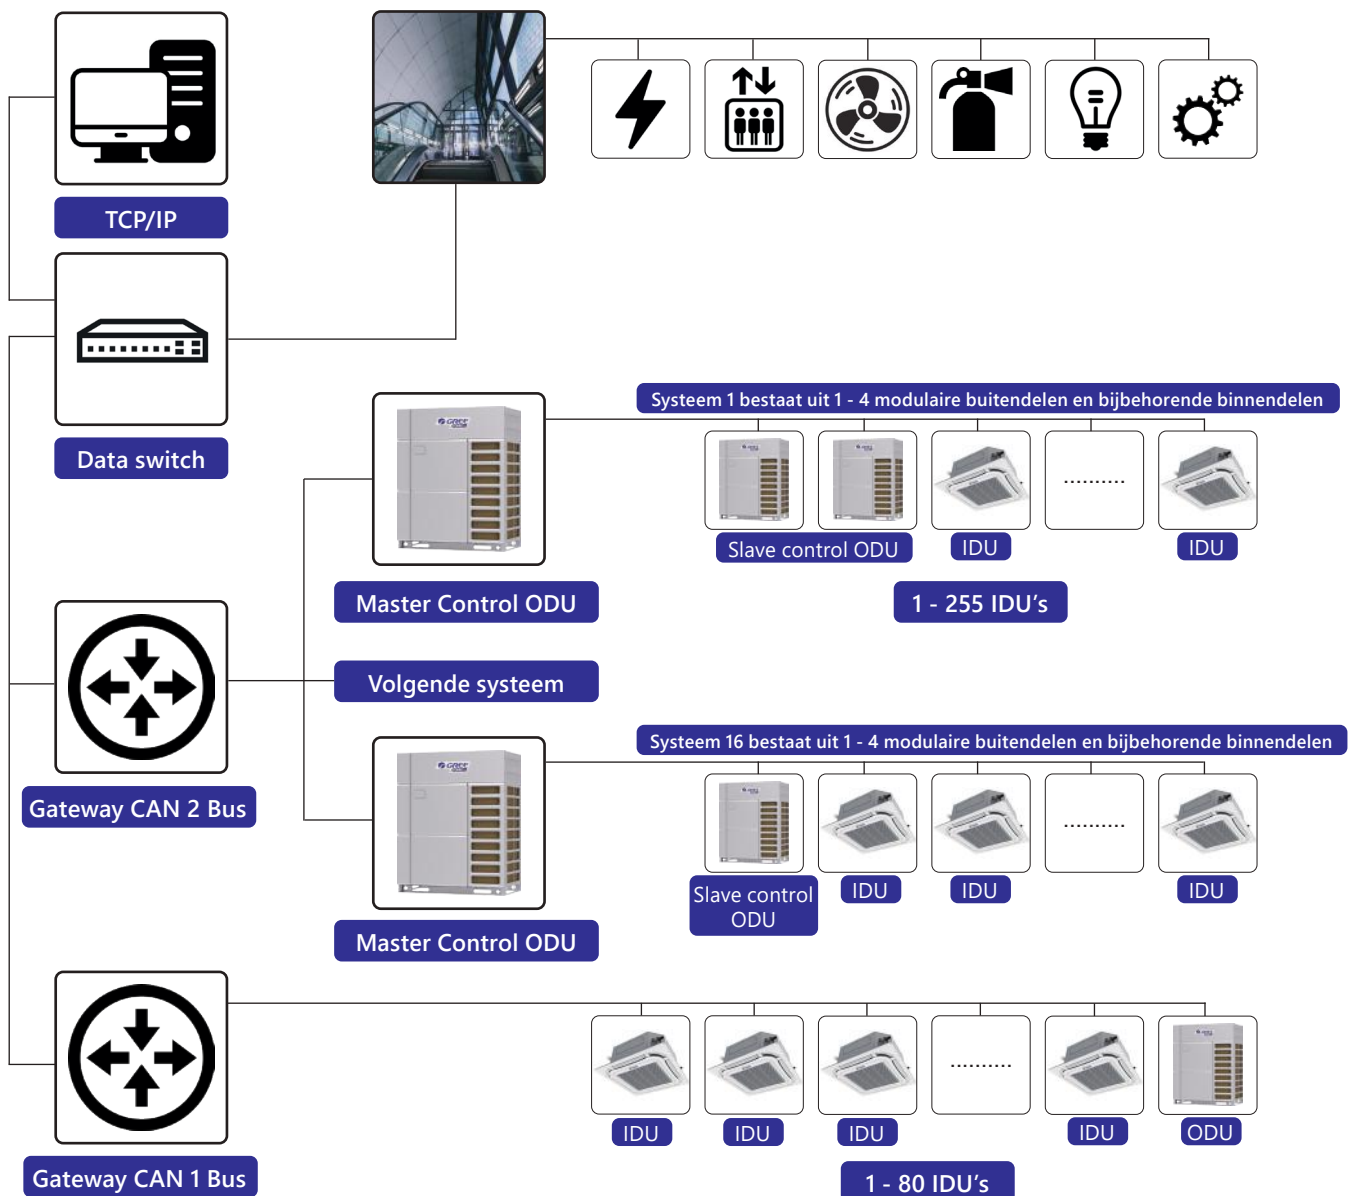 TCP/IP
Data switch
Systeem 1 bestaat uit 1 - 4 modulaire buitendelen en bijbehorende binnendelen
GREE
Slave control ODU
IDU
..........
IDU
Master Control ODU
1 - 255 IDU's
Volgende systeem
Gateway CAN 2 Bus
Systeem 16 bestaat uit 1 - 4 modulaire buitendelen en bijbehorende binnendelen
GREE
Slave control
ODU
IDU
IDU
..........
IDU
Master Control ODU
Gateway CAN 1 Bus
IDU
IDU
IDU
..........
IDU
ODU
1 - 80 IDU's